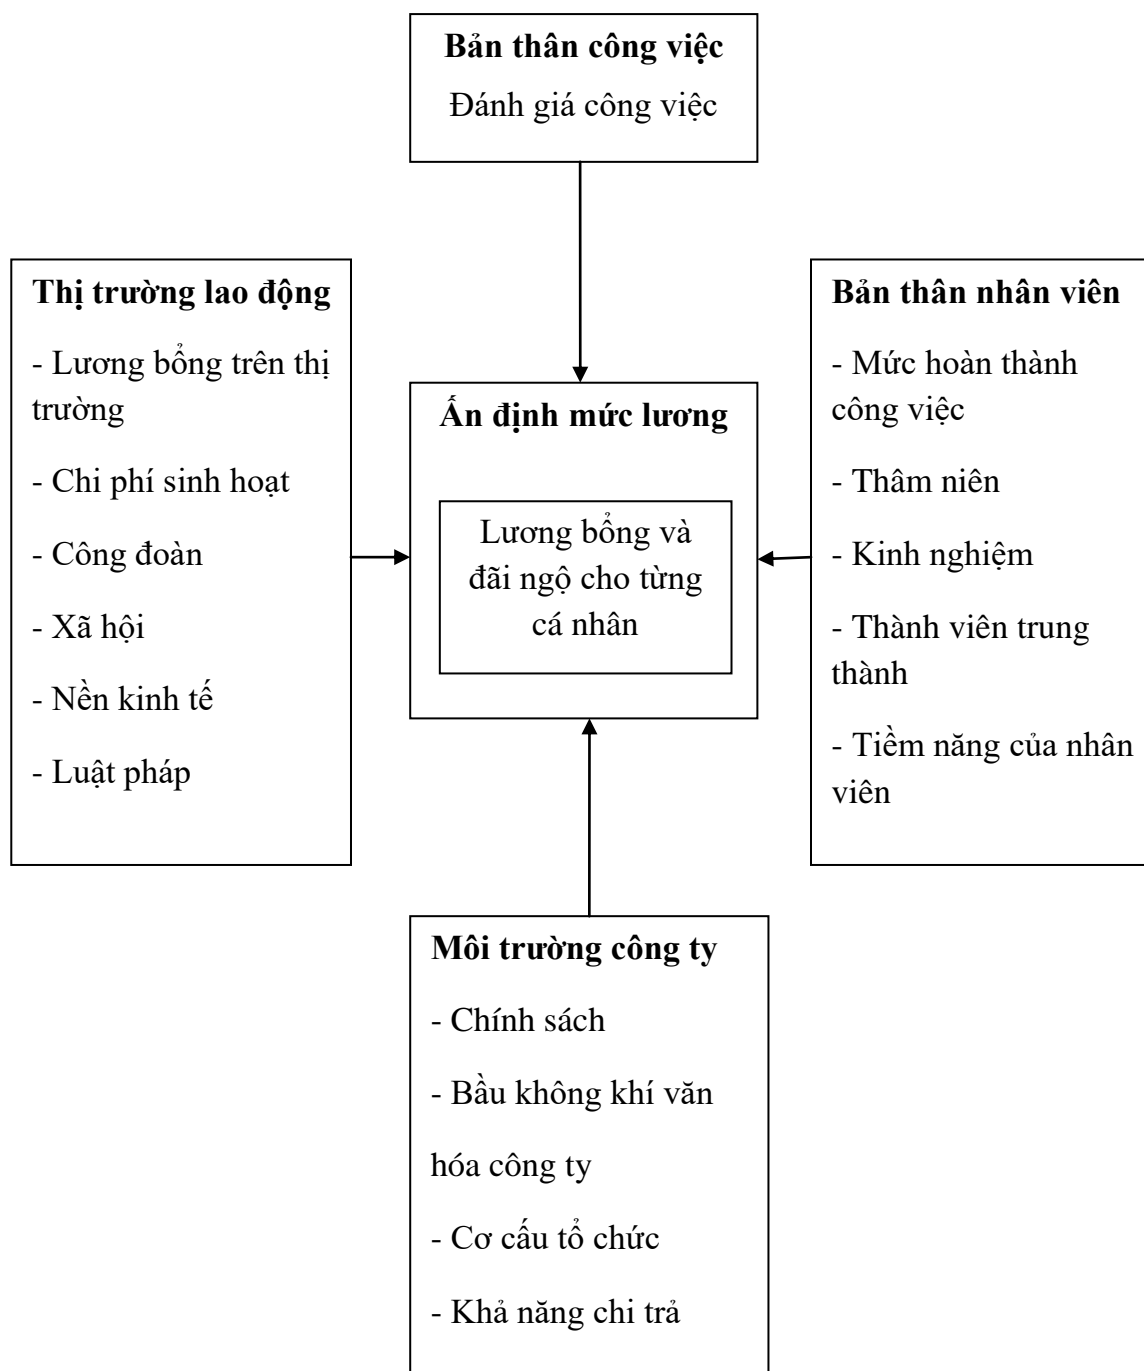 Bản thân công việc
Đánh giá công việc
Thị trường lao động
- Lương bổng trên thị
trường
- Chi phí sinh hoạt
- Công đoàn
- Xã hội
- Nền kinh tế
- Luật pháp
Ấn định mức lương
Lương bổng và
đãi ngộ cho từng
cá nhân
Bản thân nhân viên
- Mức hoàn thành
công việc
- Thâm niên
- Kinh nghiệm
- Thành viên trung
thành
- Tiềm năng của nhân
viên
Môi trường công ty
- Chính sách
- Bầu không khí văn
hóa công ty
- Cơ cấu tổ chức
- Khả năng chi trả